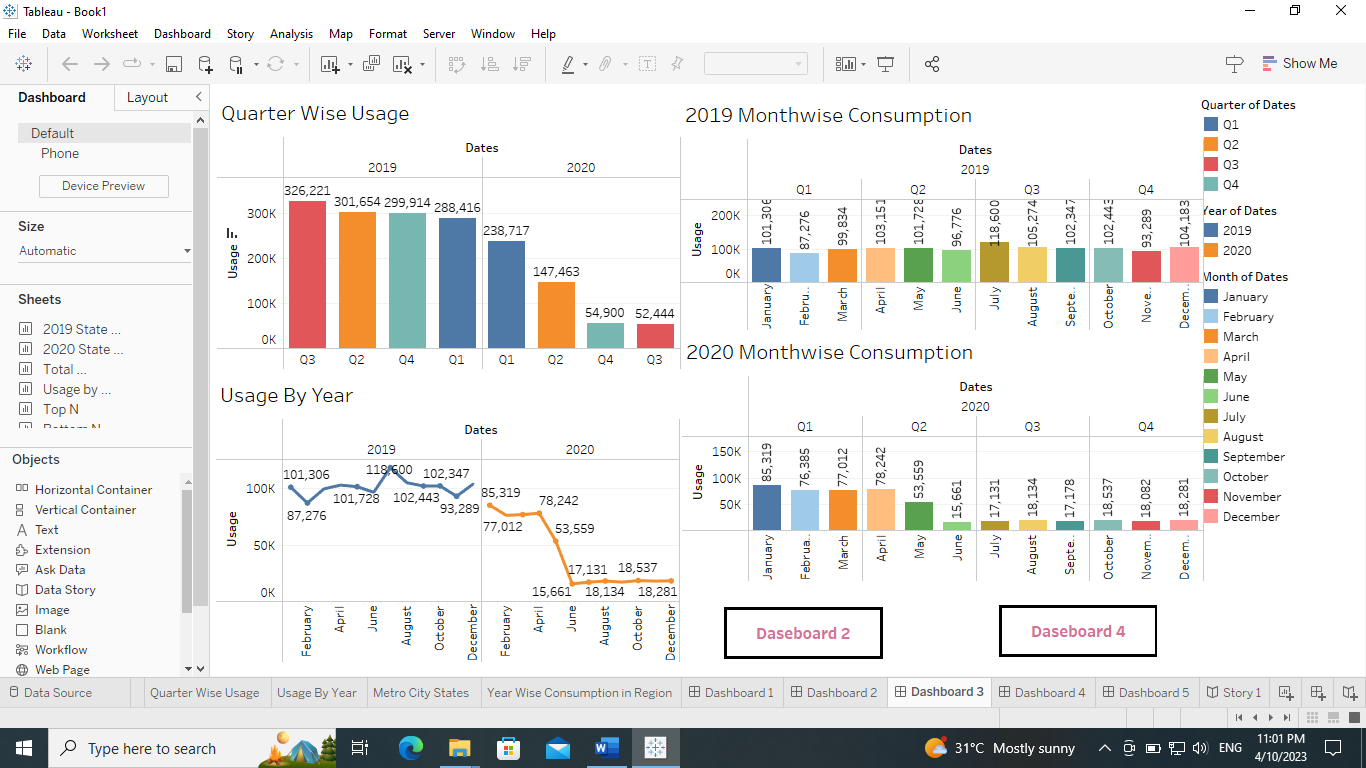 Tableau - Book1
File Data Worksheet Dashboard Story Analysis Map Format Server Window Help
Show Me
Dashboard Layout
Default
Phone
Device Preview
Size
Automatic
Sheets
2019 State ...
2020 State ...
Total ...
Usage by ...
Top N
Bottom N
Objects
Horizontal Container
Vertical Container
Text
Extension
Ask Data
Data Story
Image
Blank
Workflow
Web Page
Quarter Wise Usage
Dates
2019 2020
Usage
300K
200K
100K
0K
326,221 301,654 299,914 288,416 238,717 147,463 54,900 52,444
Q3 Q2 Q4 Q1 Q1 Q2 Q4 Q3
Usage By Year
Dates
2019 2020
Usage
100K
50K
0K
101,306 118,600 102,347
87,276 101,728 102,443 93,289
85,319 78,242
77,012 53,559
17,131 18,537
15,661 18,134 18,281
February April June August October December February April June August October December
2019 Monthwise Consumption
Dates
2019
Q1 Q2 Q3 Q4
Usage
200K
100K
0K
101,306 87,276 99,834 103,151 101,728 96,776 118,600 105,274 102,347 102,443 93,289 104,183
January Febru.. March April May June July August Septe.. October Nove.. Decem..
2020 Monthwise Consumption
Dates
2020
Q1 Q2 Q3 Q4
Usage
150K
100K
50K
85,319 76,385 77,012 78,242 53,559 15,661 17,131 18,134 17,178 18,537 18,082 18,281
January Februa.. March April May June July August Septe.. October Novem.. Decem..
Daseboard 2
Daseboard 4
Quarter of Dates
Q1
Q2
Q3
Q4
Year of Dates
2019
2020
Month of Dates
January
February
March
April
May
June
July
August
September
October
November
December
Data Source Quarter Wise Usage Usage By Year Metro City States Year Wise Consumption in Region Dashboard 1 Dashboard 2 Dashboard 3 Dashboard 4 Dashboard 5 Story 1
Type here to search
31°C Mostly sunny
ENG
11:01 PM
4/10/2023